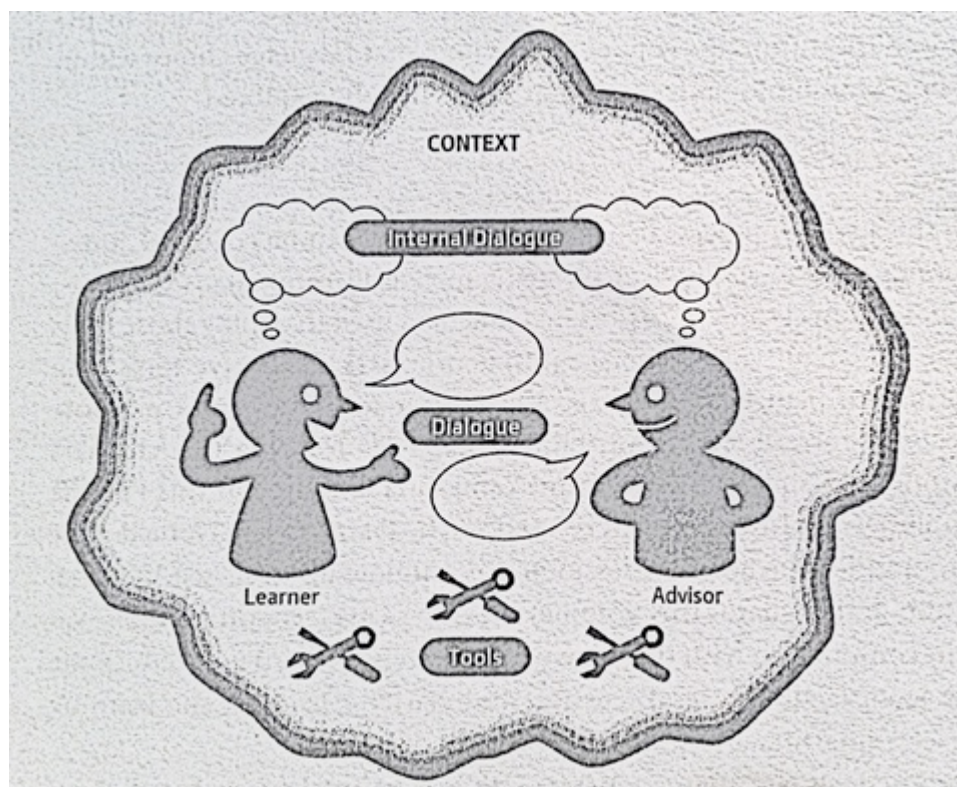 CONTEXT
Internal Dialogue
Dialogue
Learner
Advisor
Tools